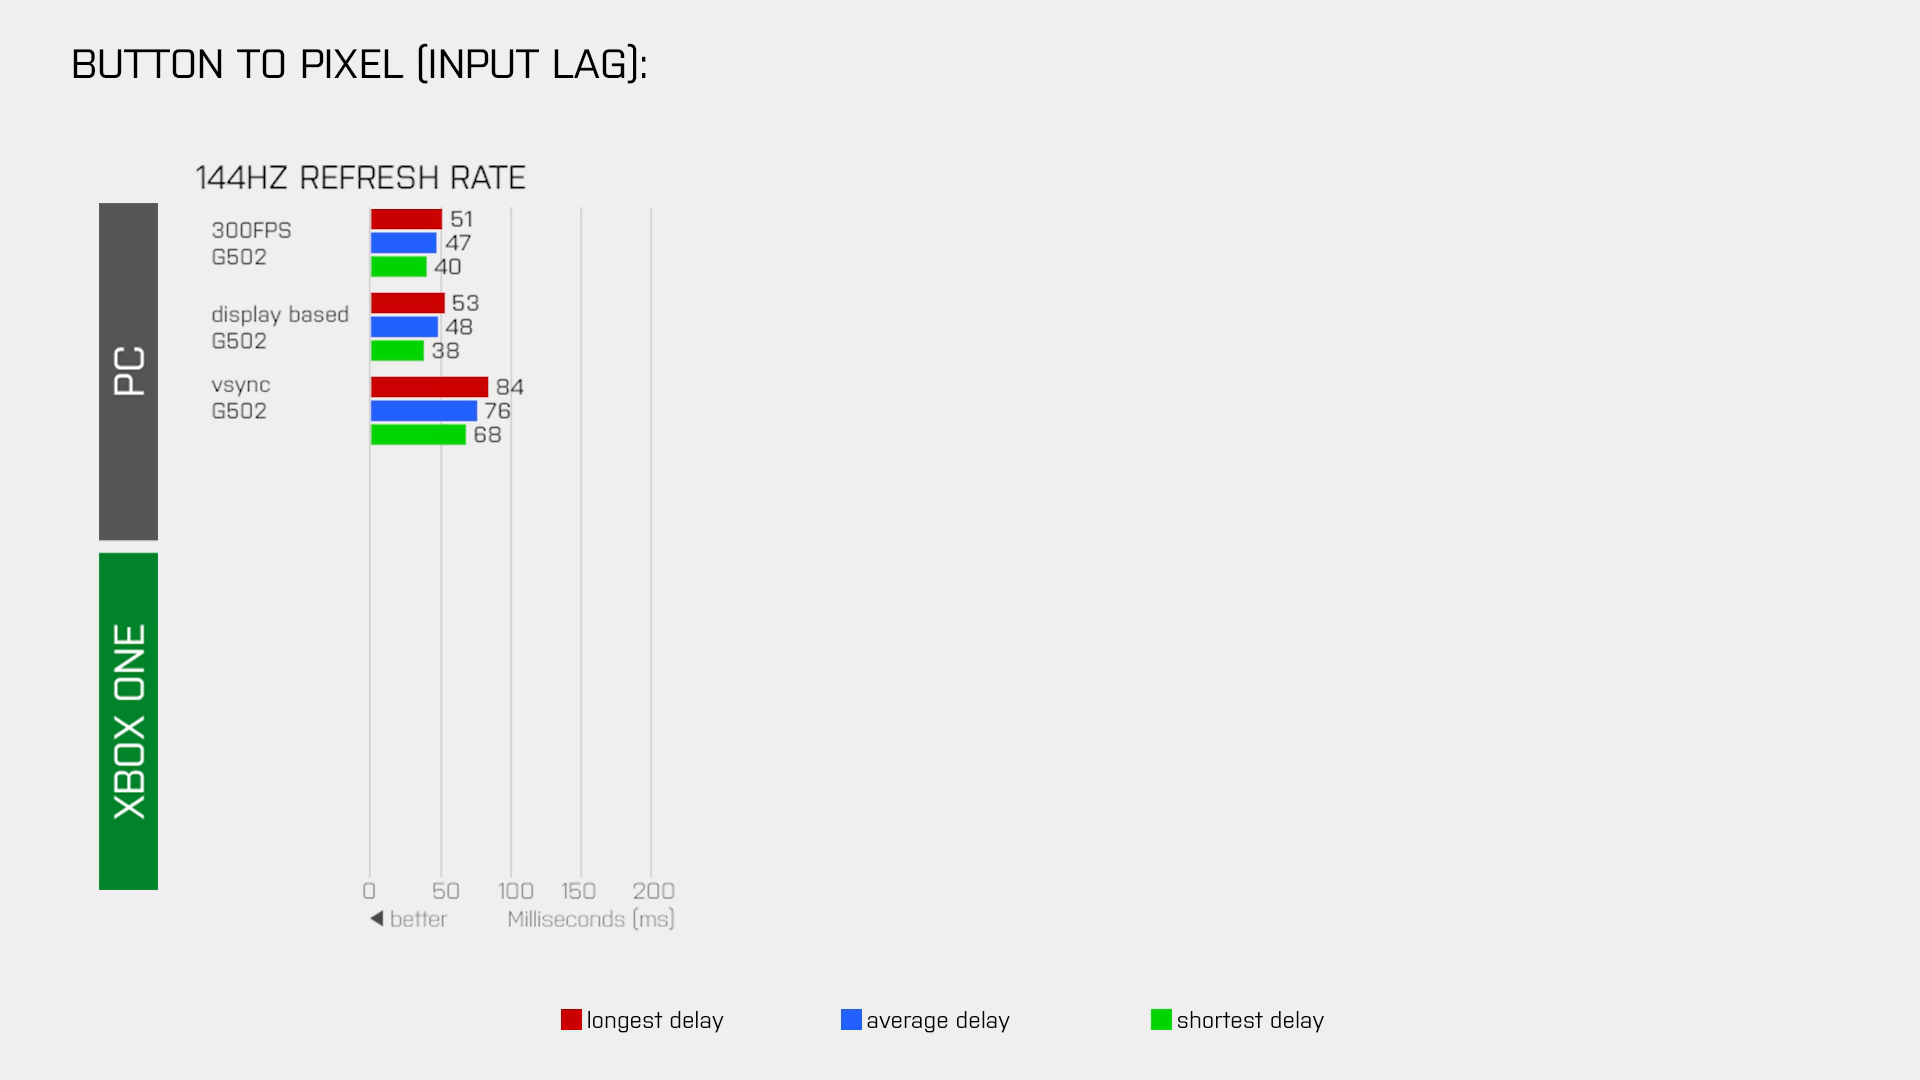 BUTTON TO PIXEL (INPUT LAG):
144HZ REFRESH RATE
PC
300FPS
G502
51
47
40
display based
G502
53
48
38
vsync
G502
84
76
68
XBOX ONE
0 50 100 150 200
better Milliseconds (ms)
longest delay average delay shortest delay